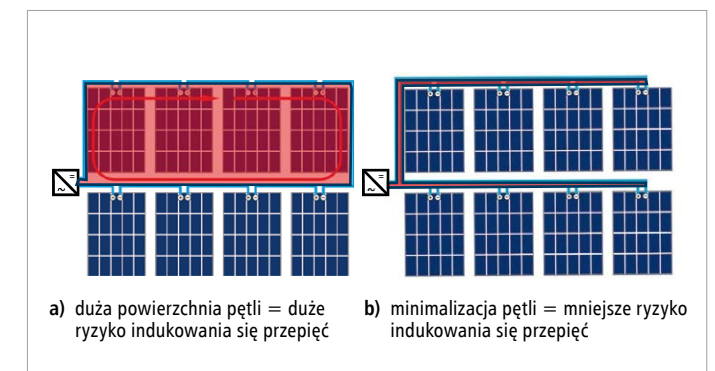 a) duża powierzchnia pętli = duże
ryzyko indukowania się przepięć
b) minimalizacja pętli = mniejsze ryzyko
indukowania się przepięć